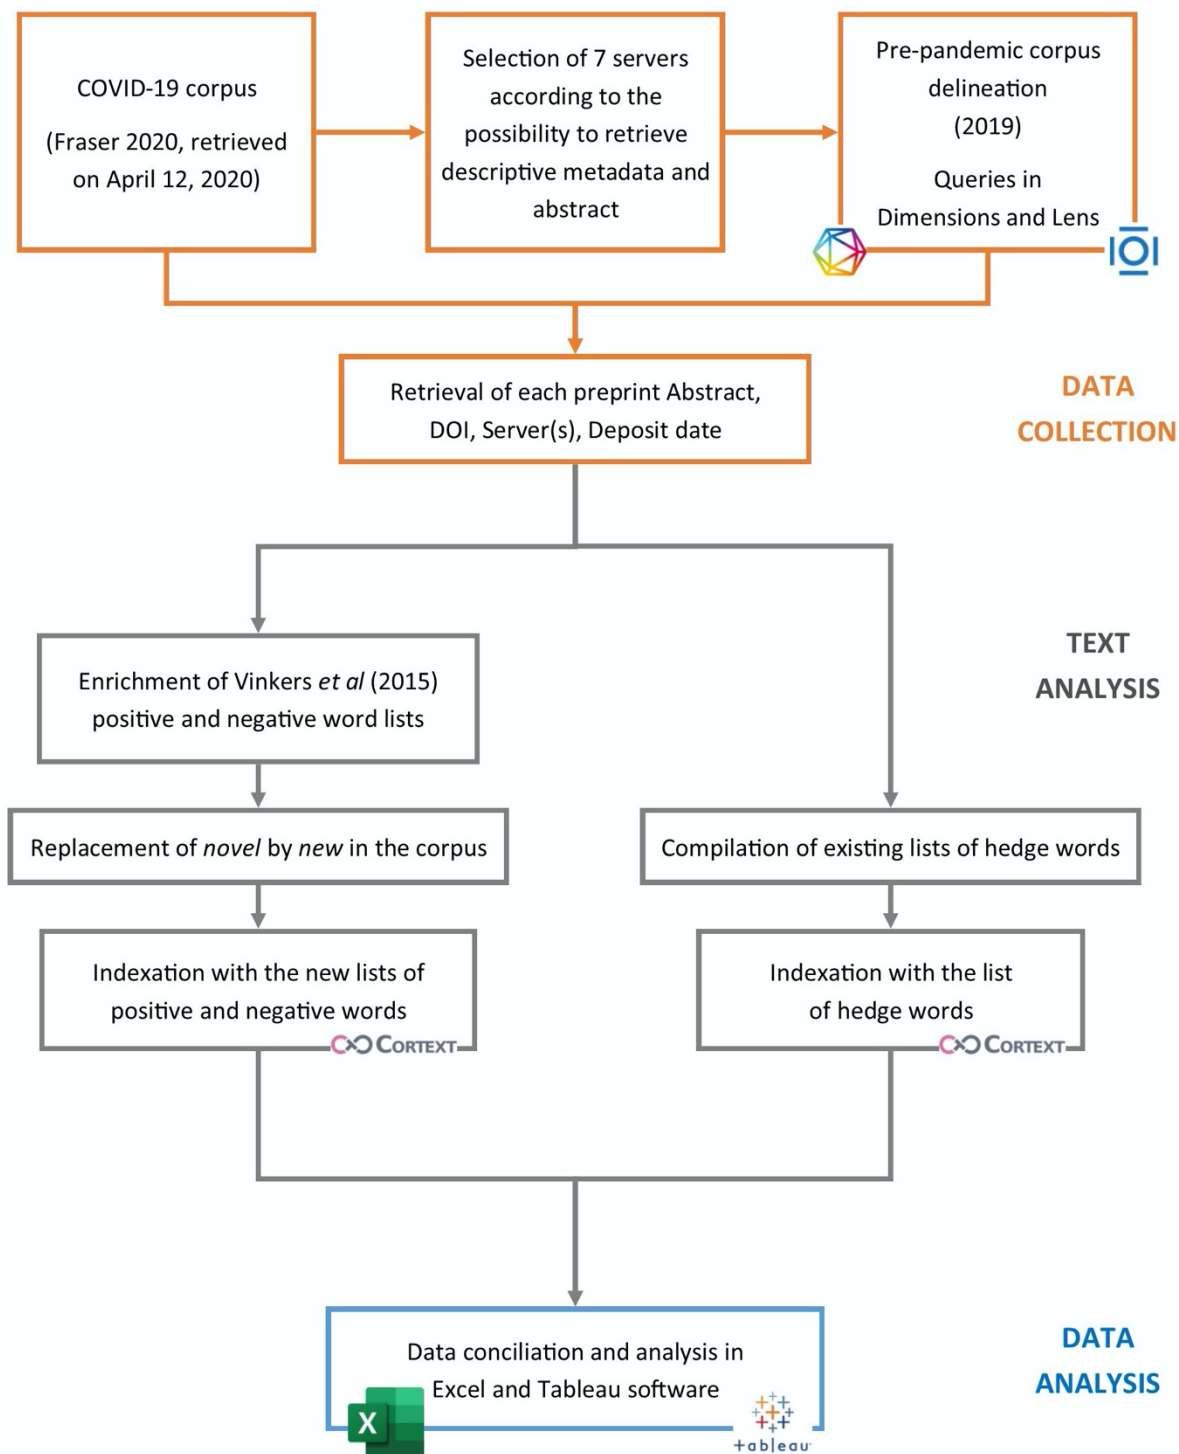 COVID-19 corpus
(Fraser 2020, retrieved
on April 12, 2020)
Selection of 7 servers
according to the
possibility to retrieve
descriptive metadata and
abstract
Pre-pandemic corpus
delineation
(2019)
Queries in
Dimensions and Lens
Retrieval of each preprint Abstract,
DOI, Server(s), Deposit date
DATA
COLLECTION
TEXT
ANALYSIS
Enrichment of Vinkers et al (2015)
positive and negative word lists
Replacement of novel by new in the corpus
Compilation of existing lists of hedge words
Indexation with the new lists of
positive and negative words
CORTEXT
Indexation with the list
of hedge words
CORTEXT
Data conciliation and analysis in
Excel and Tableau software
X
+ableau
DATA
ANALYSIS